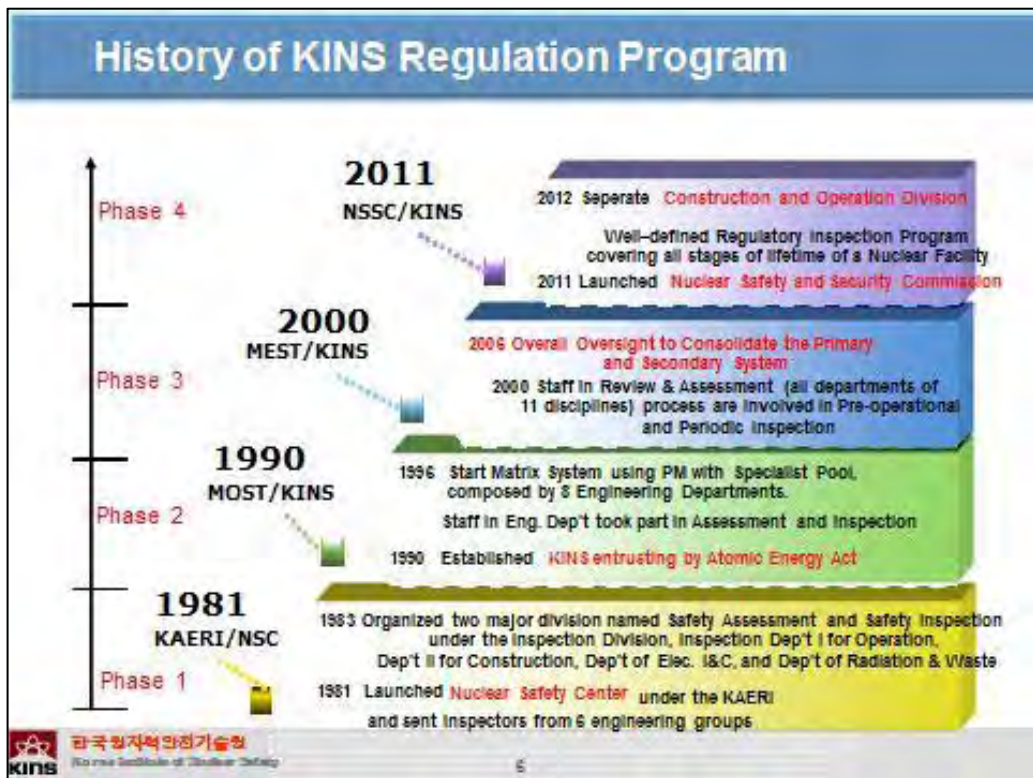 History of KINS Regulation Program
2011
NSSC/KINS
Phase 4
2012 Seperate Construction and Operation Division
Well-defined Regulatory Inspection Program
covering all stages of lifetime of a Nuclear Facility
2011 Launched Nuclear Safety and Security Commission
2000
MEST/KINS
Phase 3
2006 Overall Oversight to Consolidate the Primary
and Secondary System
2000 Staff in Review & Assessment (all departments of
11 disciplines) process are involved in Pre-operational
and Periodic Inspection
1990
MOST/KINS
Phase 2
1996 Start Matrix System using PM with Specialist Pool,
composed by 8 Engineering Departments.
Staff in Eng. Dep't took part in Assessment and Inspection
1990 Established KINS entrusting by Atomic Energy Act
1981
KAERI/NSC
Phase 1
1983 Organized two major division named Safety Assessment and Safety Inspection
under the Inspection Division, Inspection Dep't I for Operation,
Dep't II for Construction, Dep't of Elec. I&C, and Dep't of Radiation & Waste
1981 Launched Nuclear Safety Center under the KAERI
and sent Inspectors from 6 engineering groups
KINS
한국원자력안전기술원
Korea Institute of Nuclear Safety
6